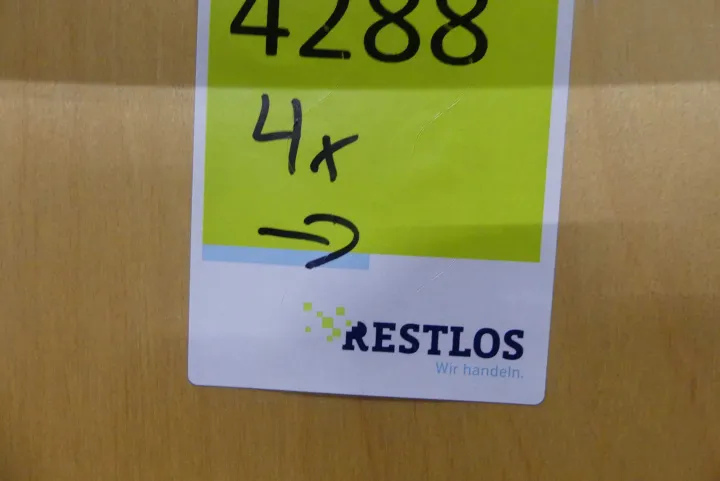 4288
4x
→
RESTLOS
Wir handeln.